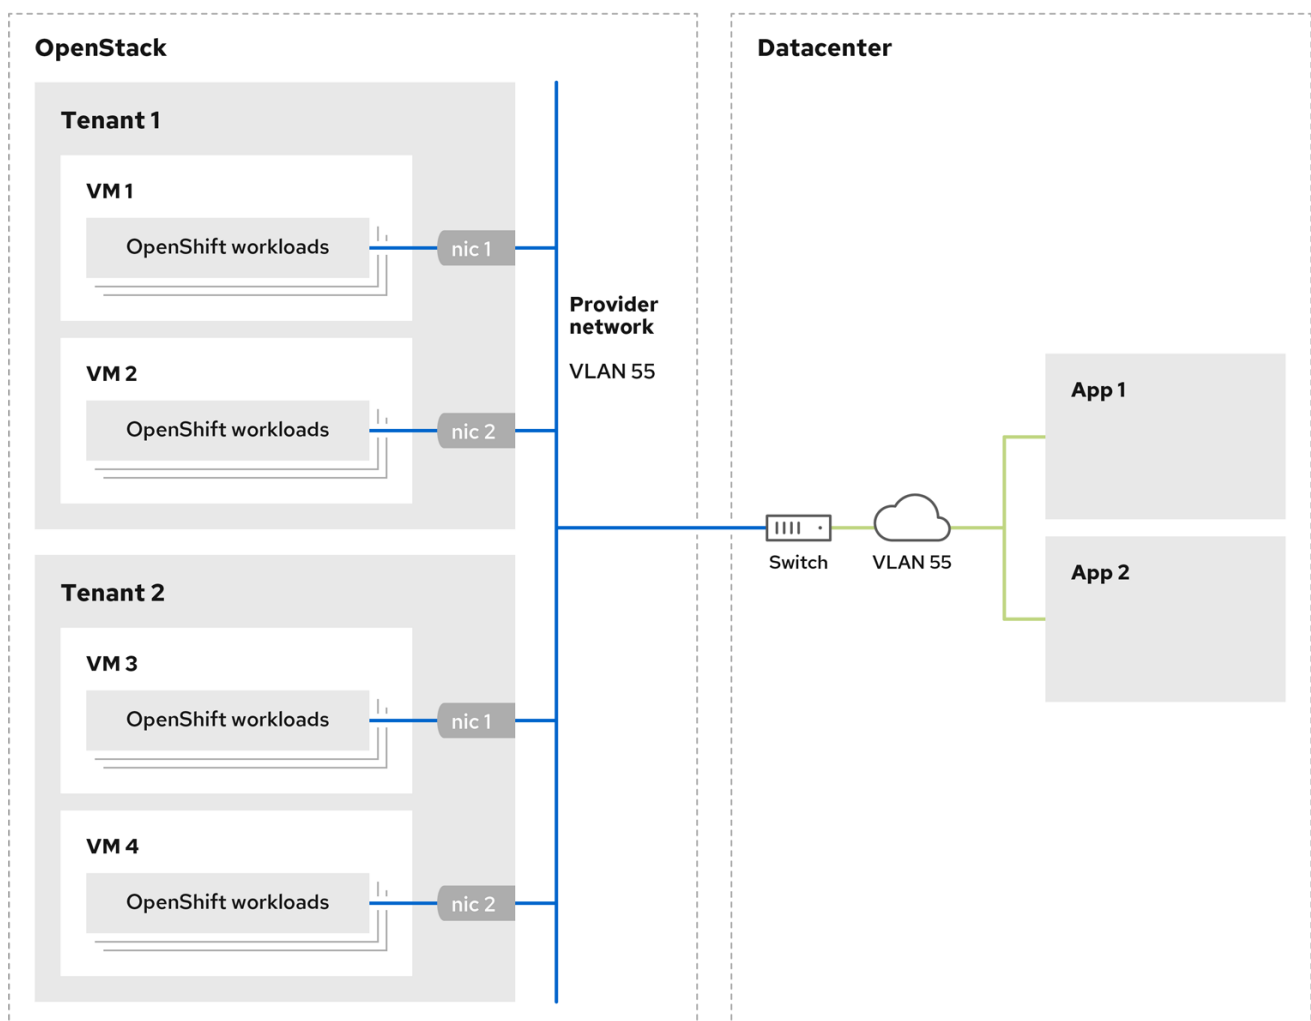 OpenStack
Tenant 1
VM 1
OpenShift workloads
nic 1
VM 2
OpenShift workloads
nic 2
Tenant 2
VM 3
OpenShift workloads
nic 1
VM 4
OpenShift workloads
nic 2
Provider
network
VLAN 55
Datacenter
Switch
VLAN 55
App 1
App 2